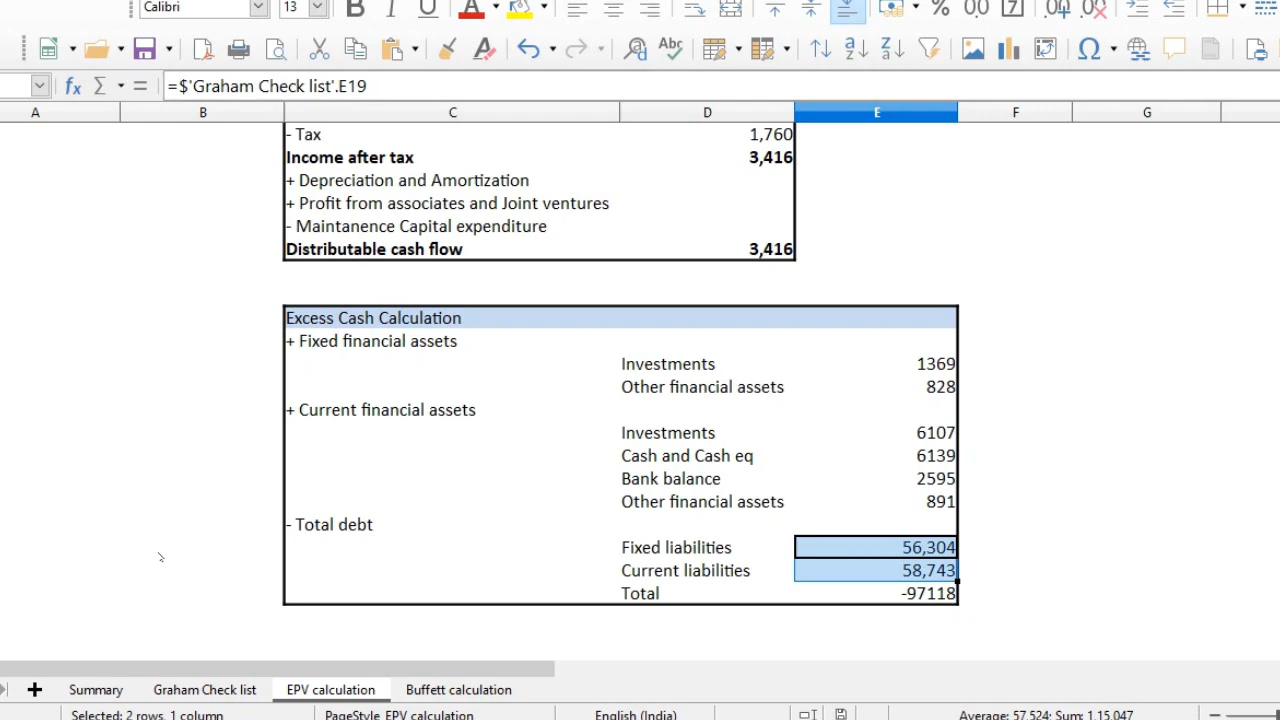 Calibri 13 B I U A %
Abc
fx Σ = =$'Graham Check list'.E19
A B C D E F G
- Tax 1,760
Income after tax 3,416
+ Depreciation and Amortization
+ Profit from associates and Joint ventures
- Maintanence Capital expenditure
Distributable cash flow 3,416
Excess Cash Calculation
+ Fixed financial assets
Investments 1369
Other financial assets 828
+ Current financial assets
Investments 6107
Cash and Cash eq 6139
Bank balance 2595
Other financial assets 891
- Total debt
Fixed liabilities 56,304
Current liabilities 58,743
Total -97118
Summary Graham Check list EPV calculation Buffett calculation
Selected: 2 rows, 1 column PageStyle_EPV calculation English (India) Average: 57,524; Sum: 1,15,047